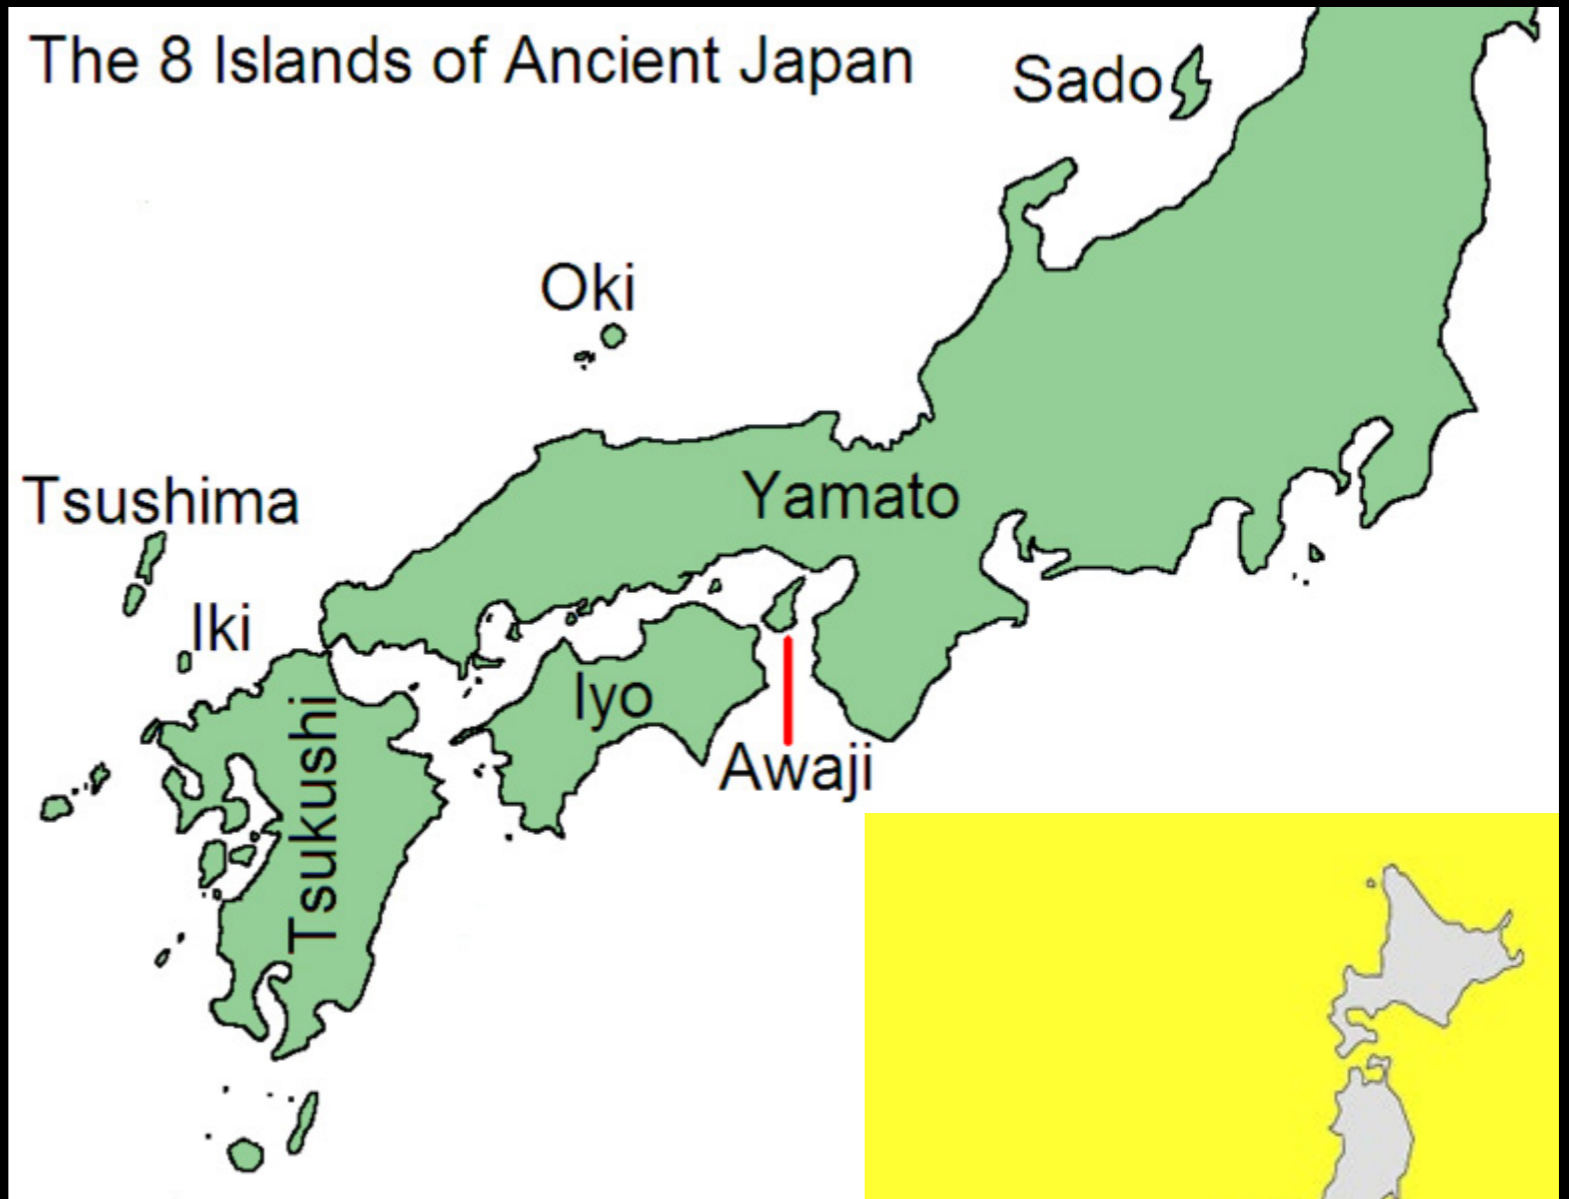 The 8 Islands of Ancient Japan
Sado
Oki
Yamato
Tsushima
Iki
Iyo
Tsukushi
Awaji